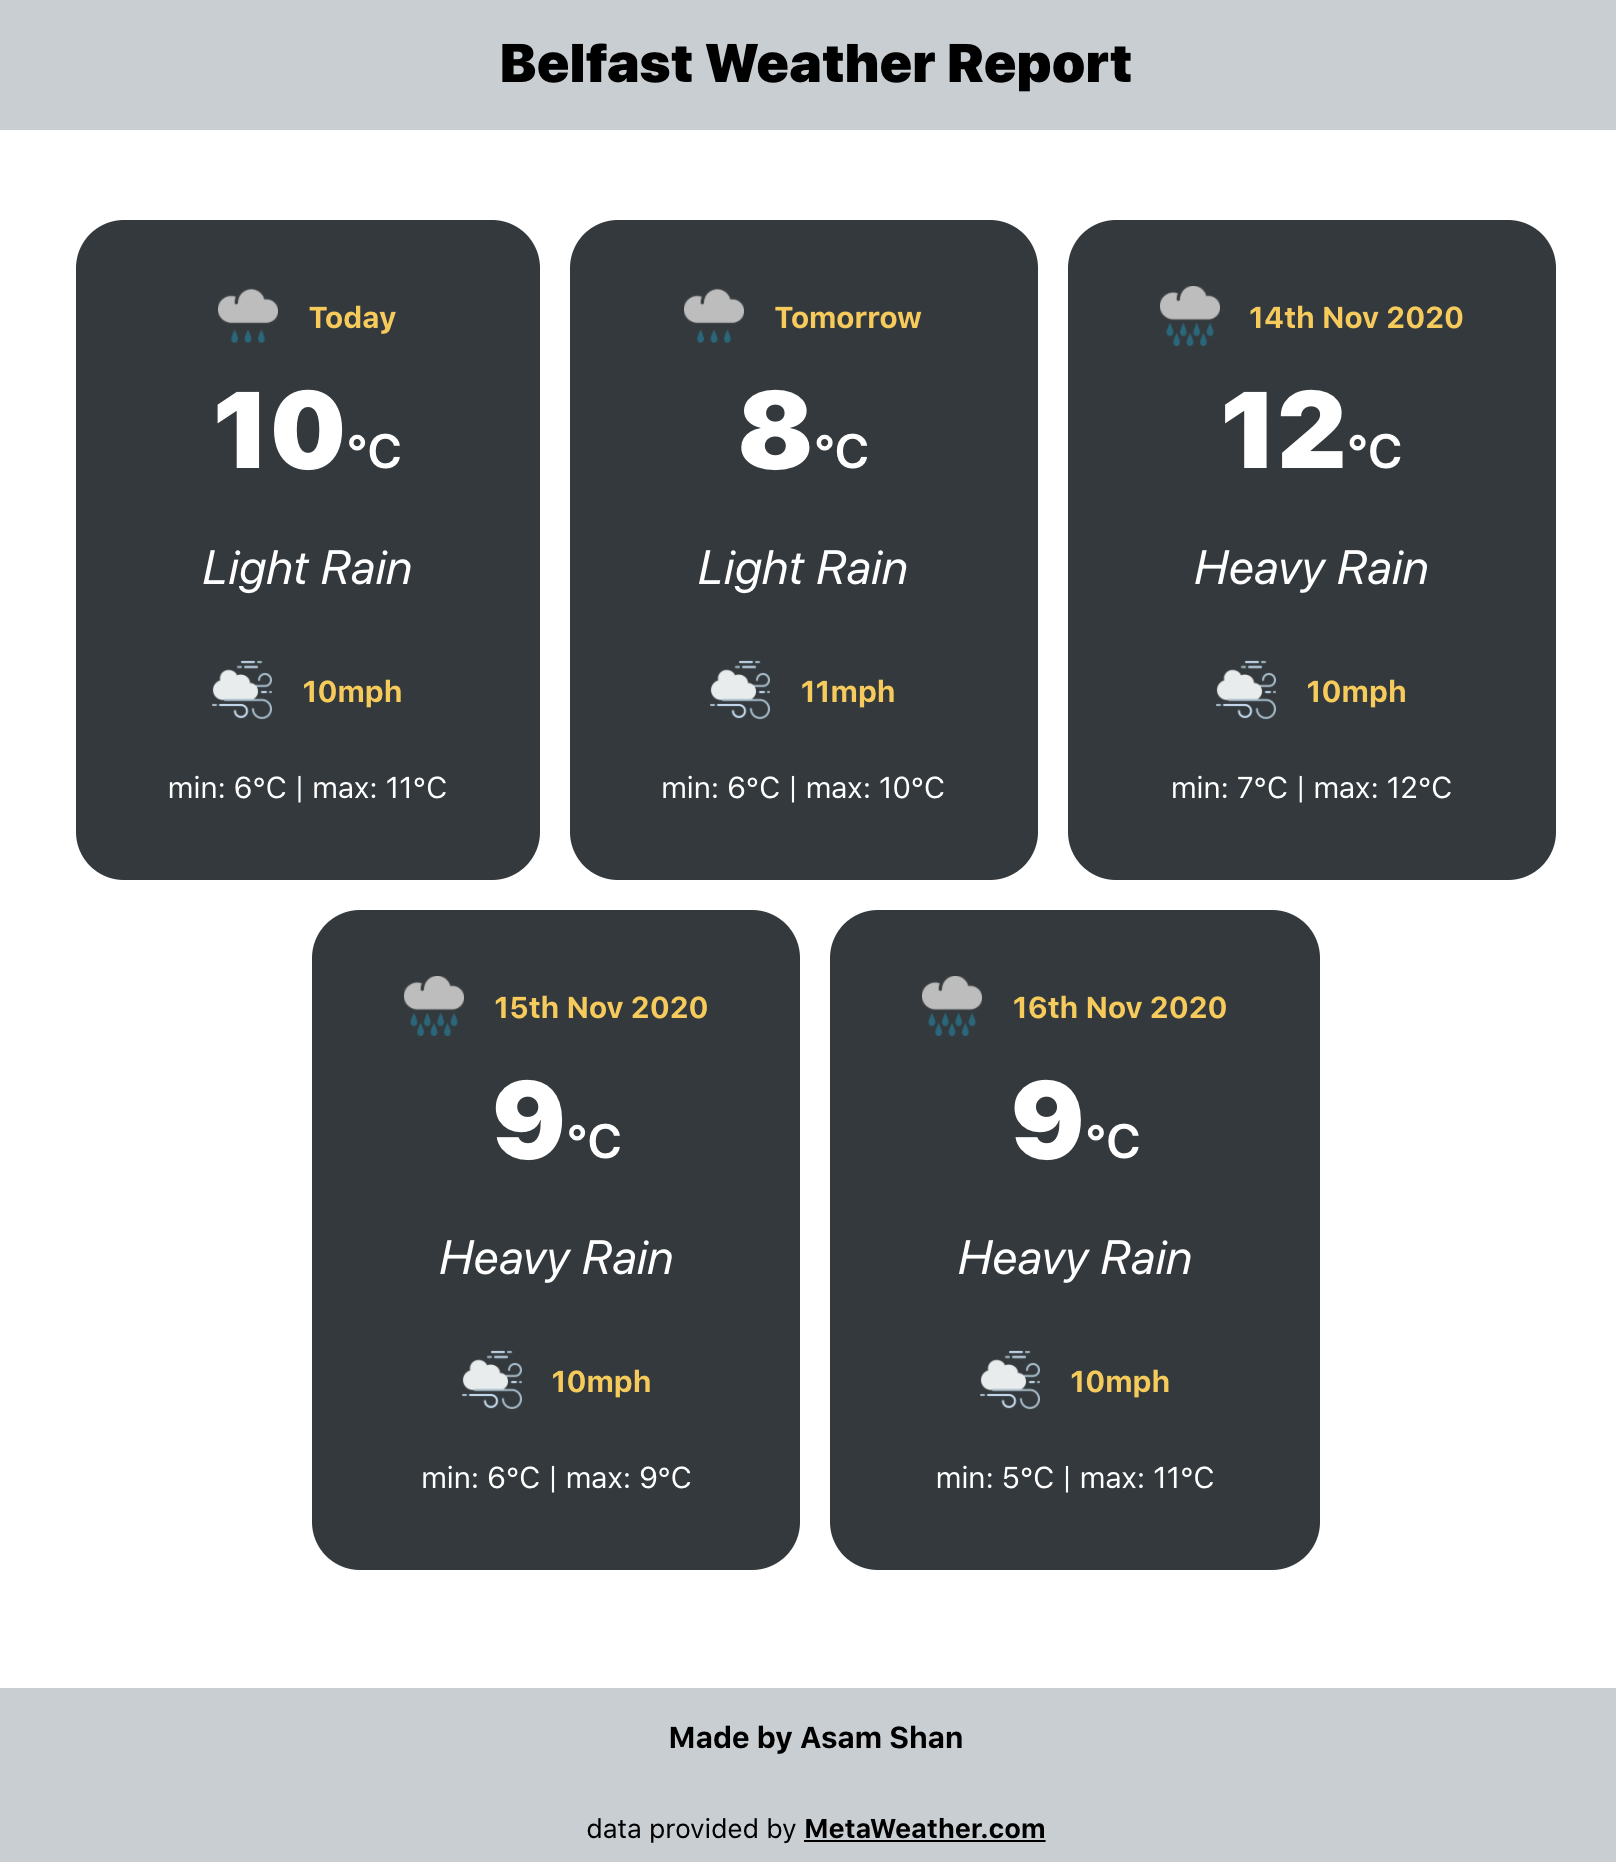 Belfast Weather Report
Today
10°C
Light Rain
10mph
min: 6°C | max: 11°C
Tomorrow
8°C
Light Rain
11mph
min: 6°C | max: 10°C
14th Nov 2020
12°C
Heavy Rain
10mph
min: 7°C | max: 12°C
15th Nov 2020
9°C
Heavy Rain
10mph
min: 6°C | max: 9°C
16th Nov 2020
9°C
Heavy Rain
10mph
min: 5°C | max: 11°C
Made by Asam Shan
data provided by MetaWeather.com